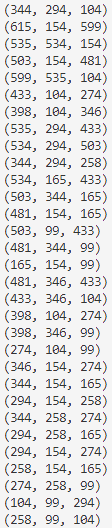 (344, 294, 104)
(615, 154, 599)
(535, 534, 154)
(503, 154, 481)
(599, 535, 104)
(433, 104, 274)
(398, 104, 346)
(535, 294, 433)
(534, 294, 503)
(344, 294, 258)
(534, 165, 433)
(503, 344, 165)
(481, 154, 165)
(503, 99, 433)
(481, 344, 99)
(165, 154, 99)
(481, 346, 433)
(433, 346, 104)
(398, 104, 274)
(398, 346, 99)
(274, 104, 99)
(346, 154, 274)
(344, 154, 165)
(294, 154, 258)
(344, 258, 274)
(294, 258, 165)
(294, 154, 274)
(258, 154, 165)
(274, 258, 99)
(104, 99, 294)
(258, 99, 104)